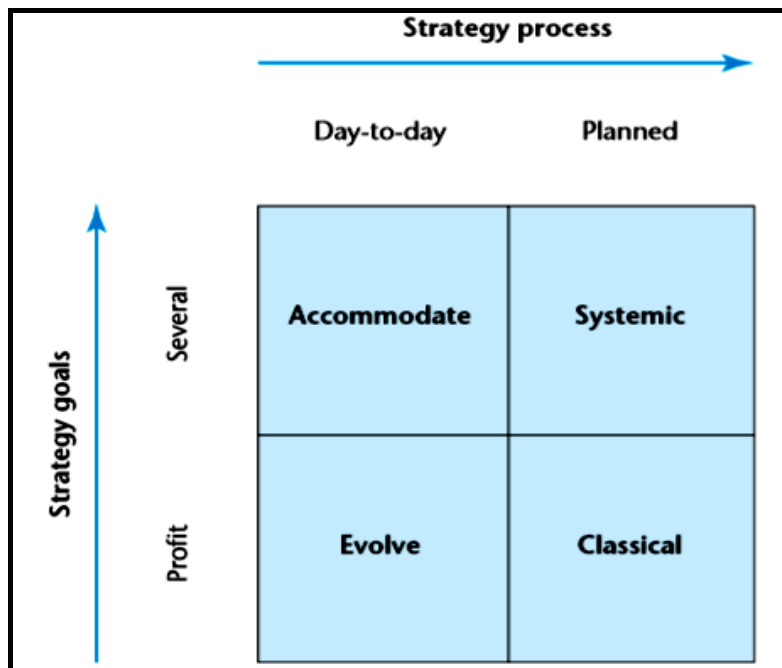 Strategy process
Day-to-day Planned
Strategy goals
Several
Accommodate Systemic
Profit
Evolve Classical